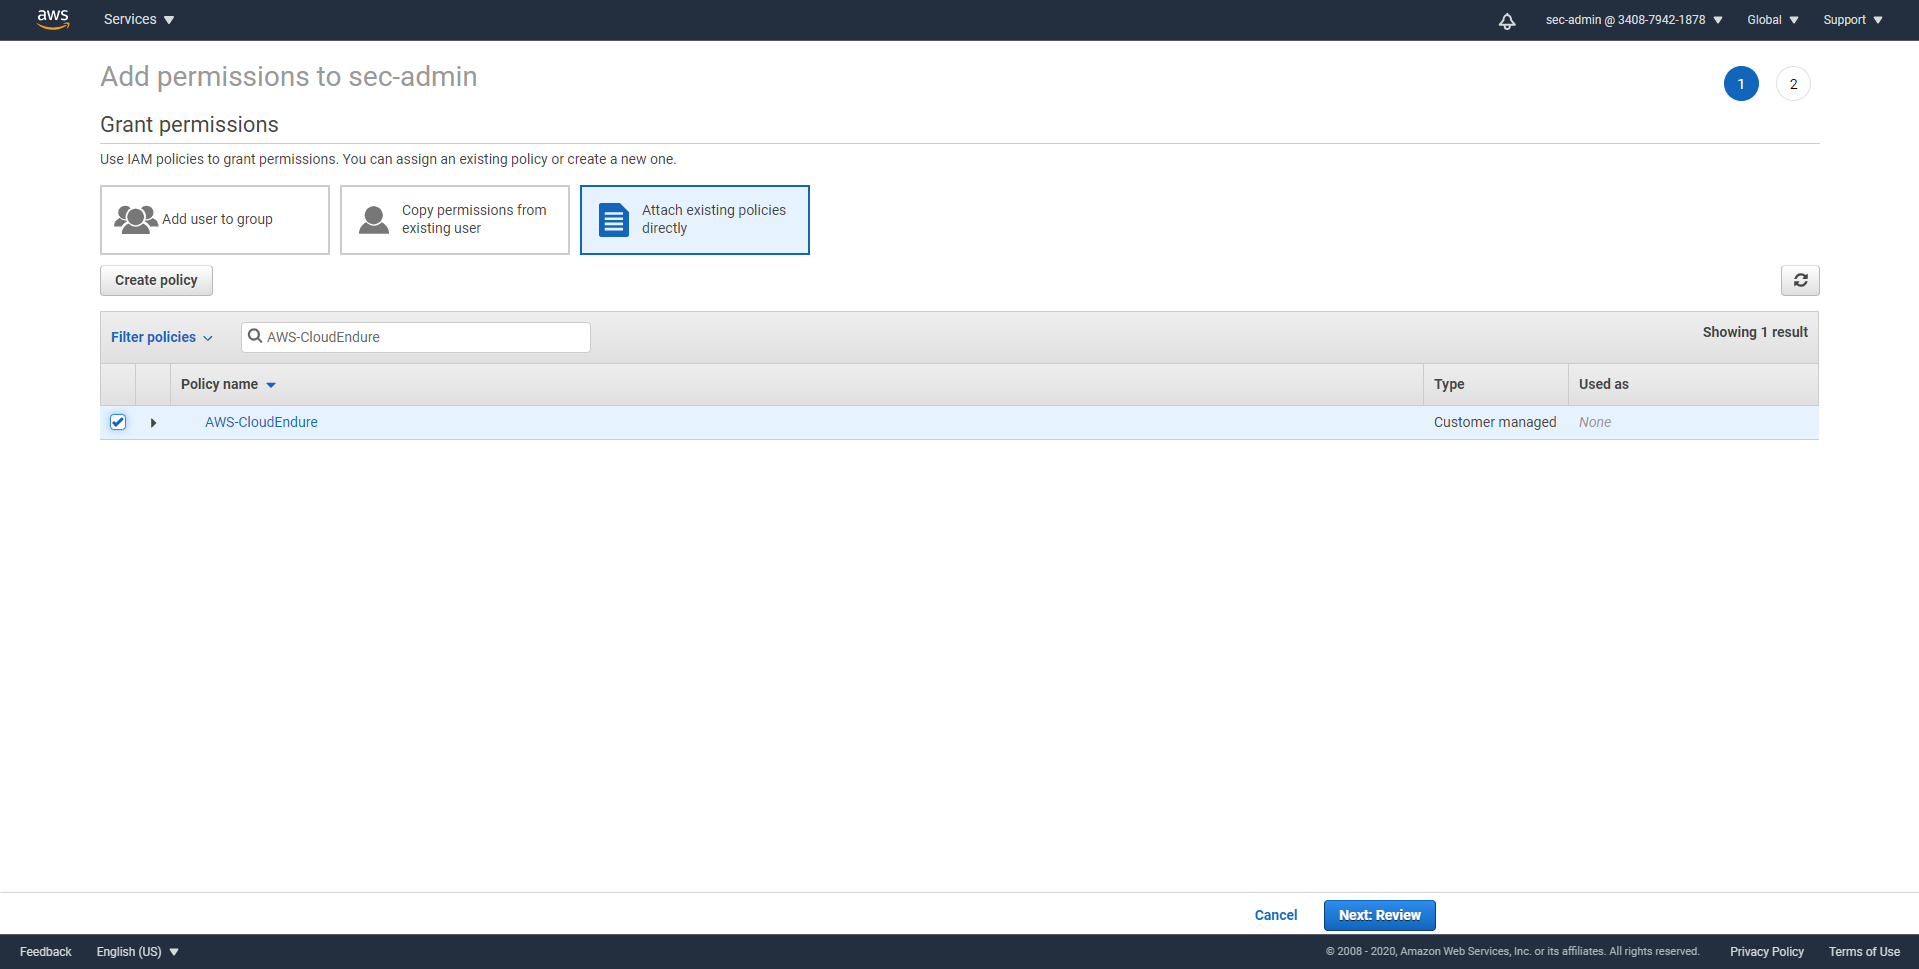 aws Services sec-admin @ 3408-7942-1878 Global Support
Add permissions to sec-admin
1 2
Grant permissions
Use IAM policies to grant permissions. You can assign an existing policy or create a new one.
Add user to group
Copy permissions from
existing user
Attach existing policies
directly
Create policy
Filter policies AWS-CloudEndure Showing 1 result
Policy name Type Used as
AWS-CloudEndure Customer managed None
Cancel Next: Review
Feedback English (US) © 2008 - 2020, Amazon Web Services, Inc. or its affiliates. All rights reserved. Privacy Policy Terms of Use